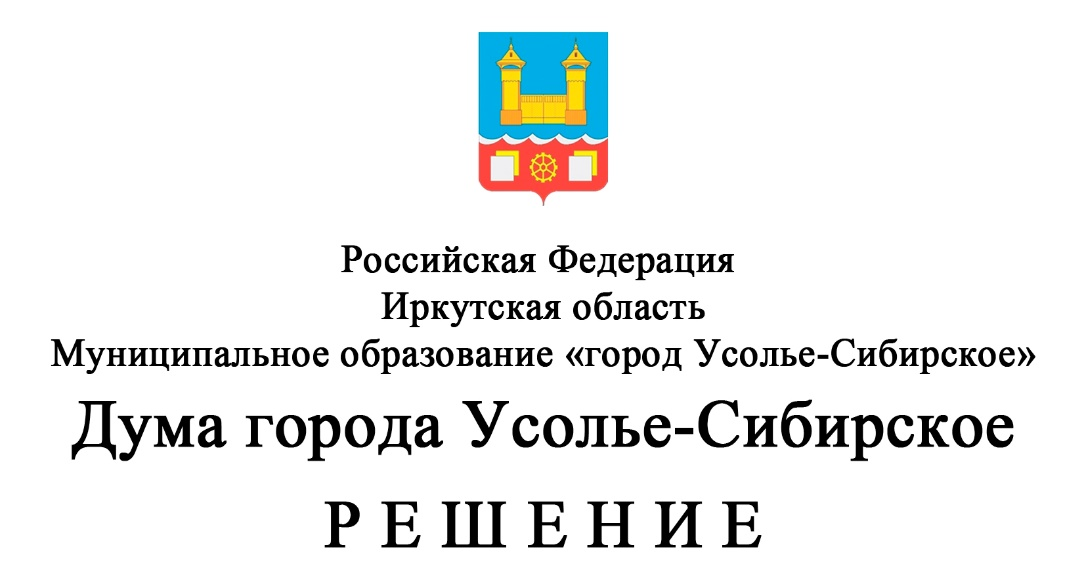 Российская Федерация
Иркутская область
Муниципальное образование «город Усолье-Сибирское»
Дума города Усолье-Сибирское
Р Е Ш Е Н И Е